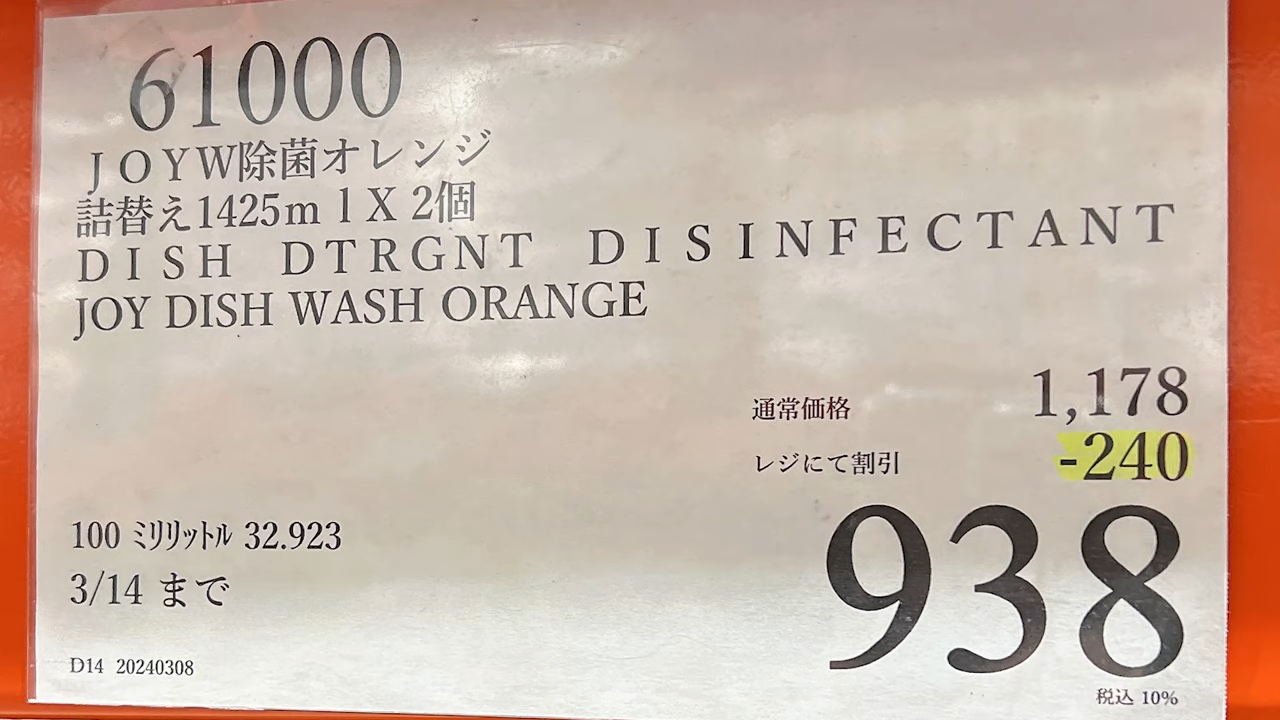 61000
JOYW除菌オレンジ
詰替え1425ml X 2個
DISH DTRGNT DISINFECTANT
JOY DISH WASH ORANGE
通常価格 1,178
レジにて割引 -240
938
100 ミリリットル 32.923
3/14 まで
D14 20240308
税込 10%